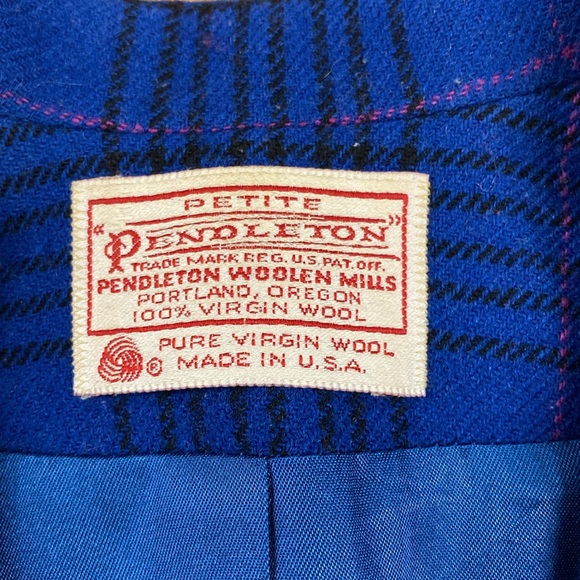 PETITE
"PENDLETON"
TRADE MARK REG. U.S. PAT. OFF.
PENDLETON WOOLEN MILLS
PORTLAND, OREGON
100% VIRGIN WOOL
PURE VIRGIN WOOL
® MADE IN U.S.A.